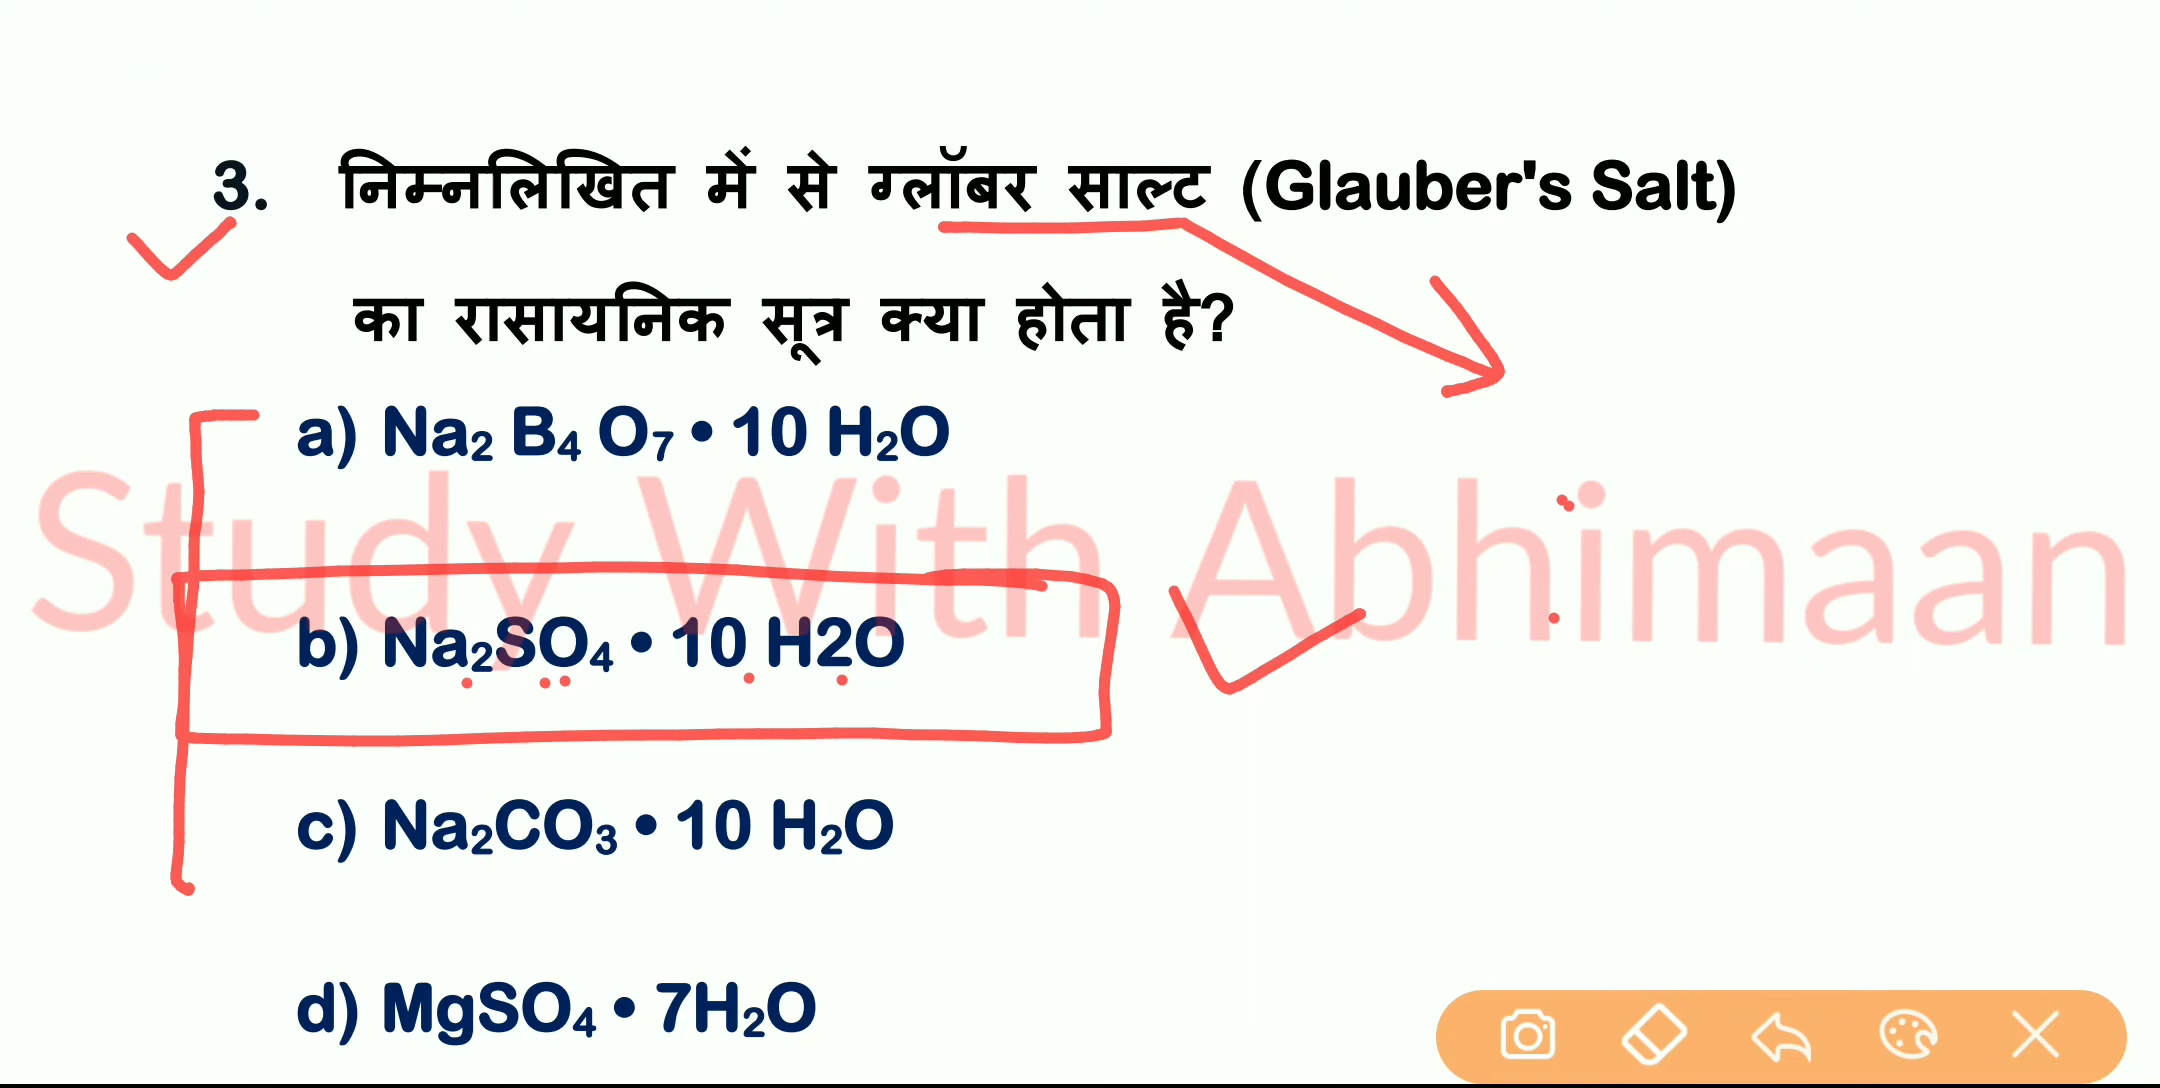 3. निम्नलिखित में से ग्लॉबर साल्ट (Glauber's Salt)
का रासायनिक सूत्र क्या होता है?
a) Na₂ B₄ O₇ • 10 H₂O
Study With Abhimaan
b) Na₂SO₄ • 10 H2O
c) Na₂CO₃ • 10 H₂O
d) MgSO₄ • 7H₂O